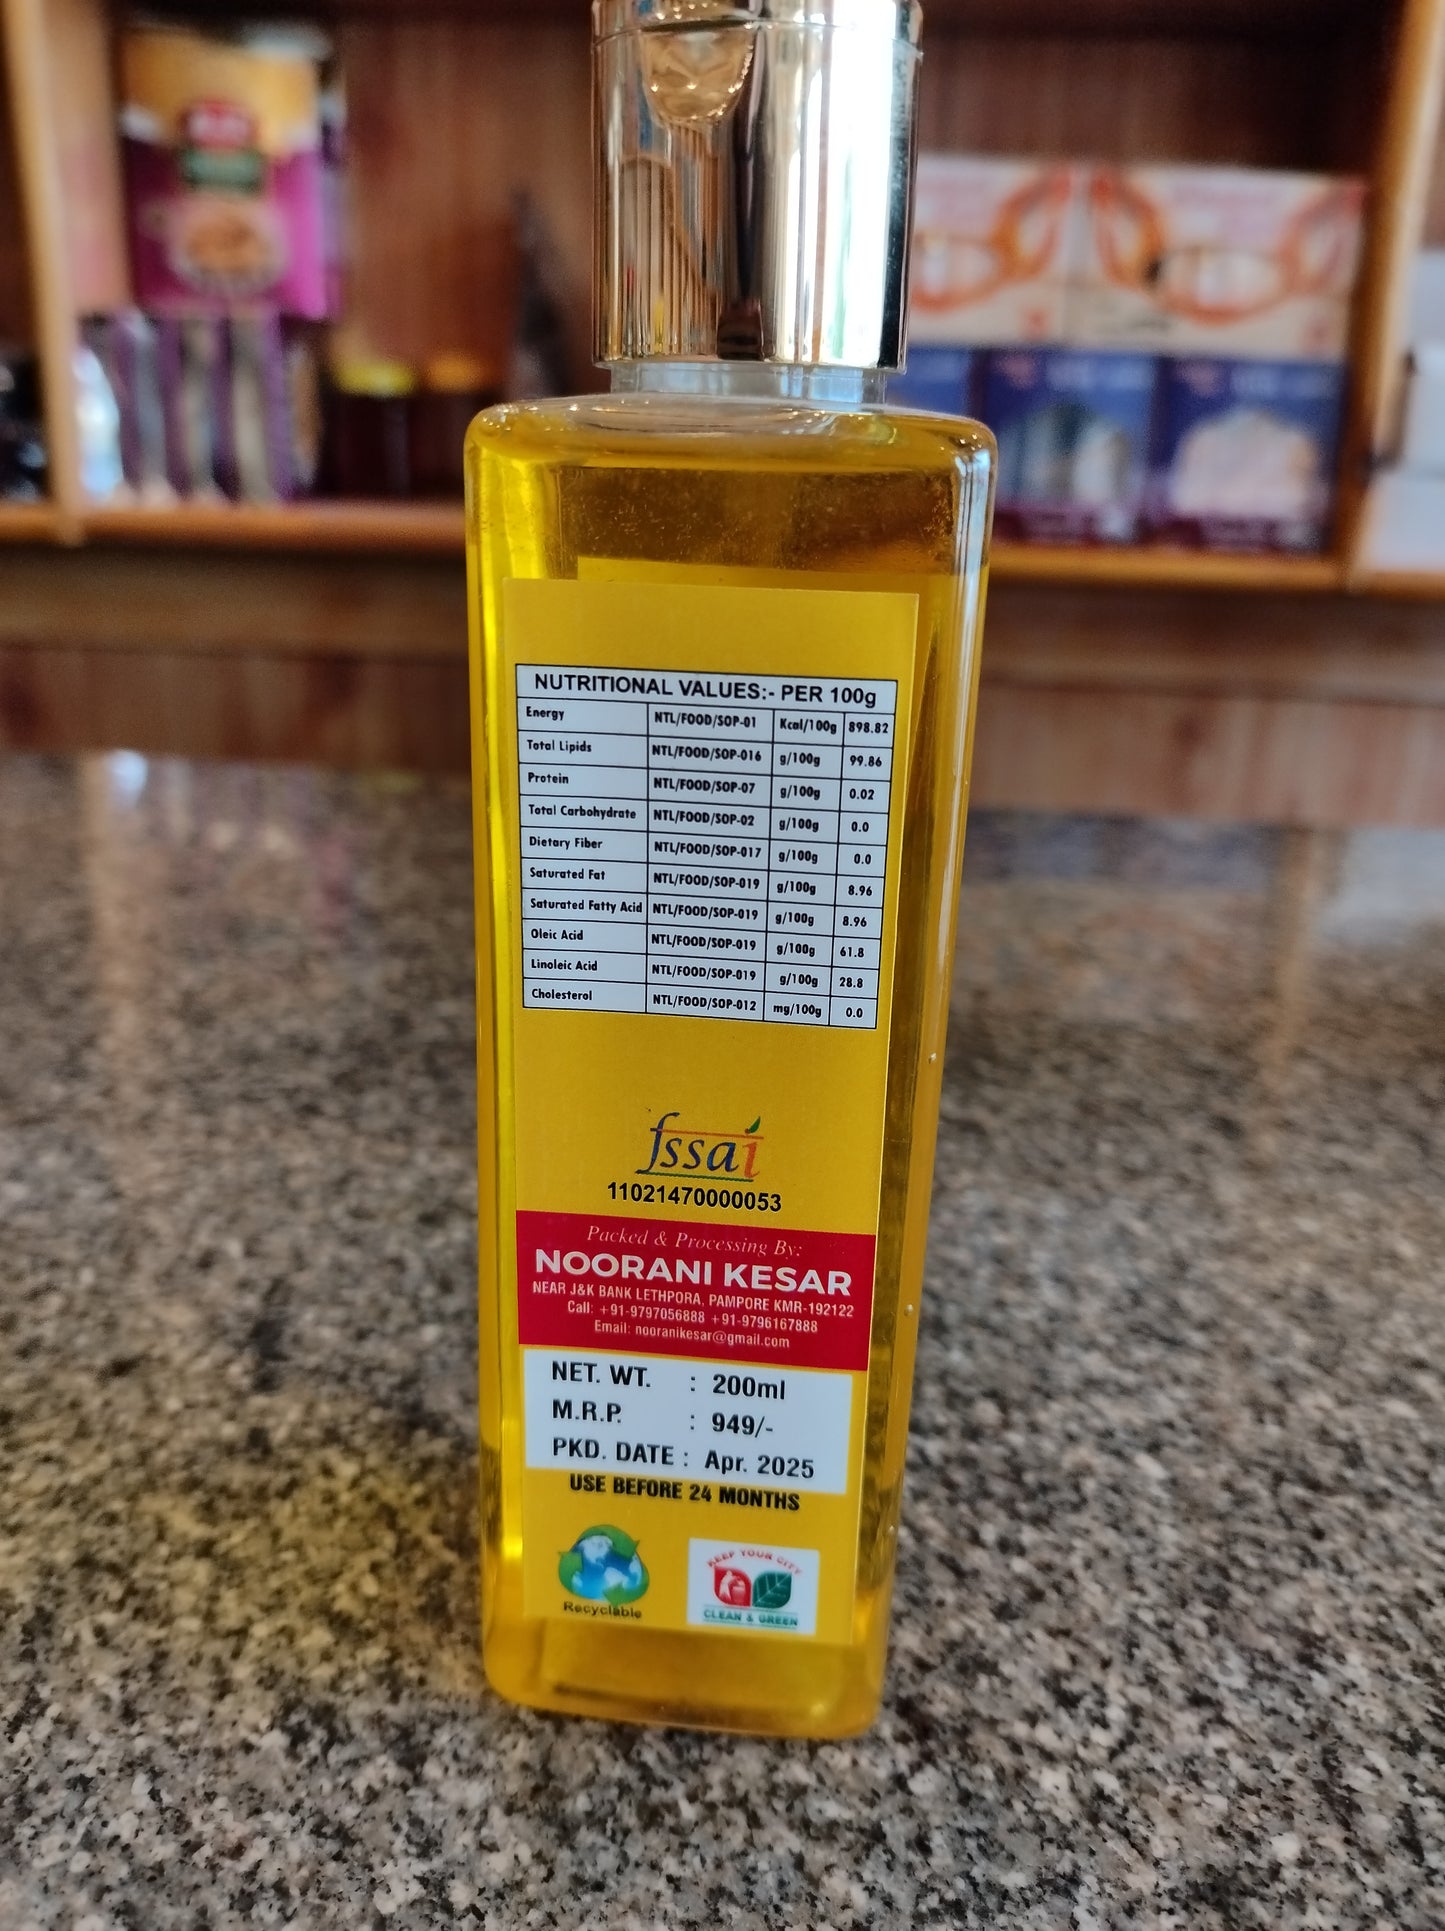 NUTRITIONAL VALUES:- PER 100g
Energy NTL/FOOD/SOP-01 Kcal/100g 898.82
Total Lipids NTL/FOOD/SOP-016 g/100g 99.86
Protein NTL/FOOD/SOP-07 g/100g 0.02
Total Carbohydrate NTL/FOOD/SOP-02 g/100g 0.0
Dietary Fiber NTL/FOOD/SOP-017 g/100g 0.0
Saturated Fat NTL/FOOD/SOP-019 g/100g 8.96
Saturated Fatty Acid NTL/FOOD/SOP-019 g/100g 8.96
Oleic Acid NTL/FOOD/SOP-019 g/100g 61.8
Linoleic Acid NTL/FOOD/SOP-019 g/100g 28.8
Cholesterol NTL/FOOD/SOP-012 mg/100g 0.0
fssai
11021470000053
Packed & Processing By:
NOORANI KESAR
NEAR J&K BANK LETHPORA, PAMPORE KMR-192122
Call: +91-9797056888 +91-9796167888
Email: nooranikesar@gmail.com
NET. WT. : 200ml
M.R.P. : 949/-
PKD. DATE : Apr. 2025
USE BEFORE 24 MONTHS
Recyclable
KEEP YOUR CITY
CLEAN & GREEN